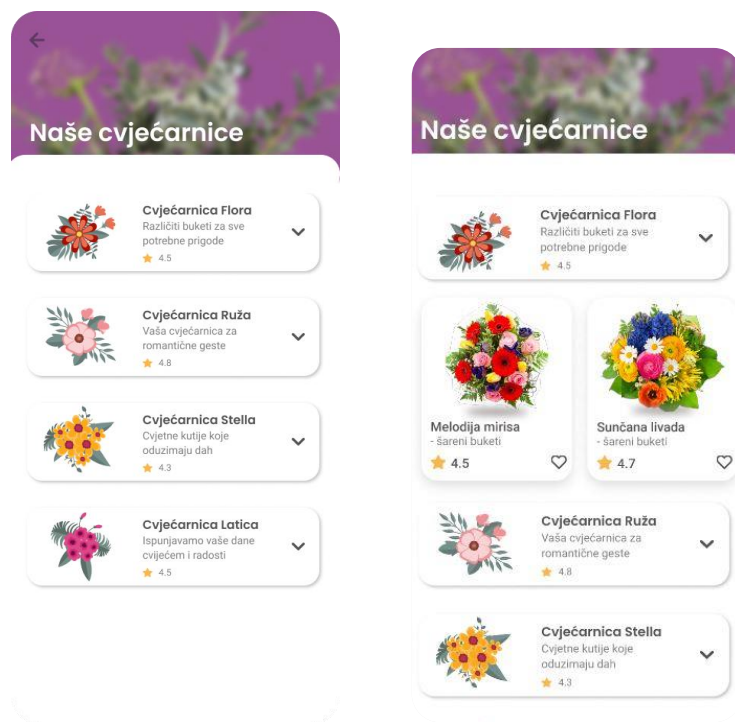 Naše cvjećarnice
Cvjećarnica Flora
Različiti buketi za sve
potrebne prigode
4.5
Cvjećarnica Ruža
Vaša cvjećarnica za
romantične geste
4.8
Cvjećarnica Stella
Cvjetne kutije koje
oduzimaju dah
4.3
Cvjećarnica Latica
Ispunjavamo vaše dane
cvijećem i radosti
4.5
Naše cvjećarnice
Cvjećarnica Flora
Različiti buketi za sve
potrebne prigode
4.5
Melodija mirisa
- šareni buketi
4.5
Sunčana livada
- šareni buketi
4.7
Cvjećarnica Ruža
Vaša cvjećarnica za
romantične geste
4.8
Cvjećarnica Stella
Cvjetne kutije koje
oduzimaju dah
4.3